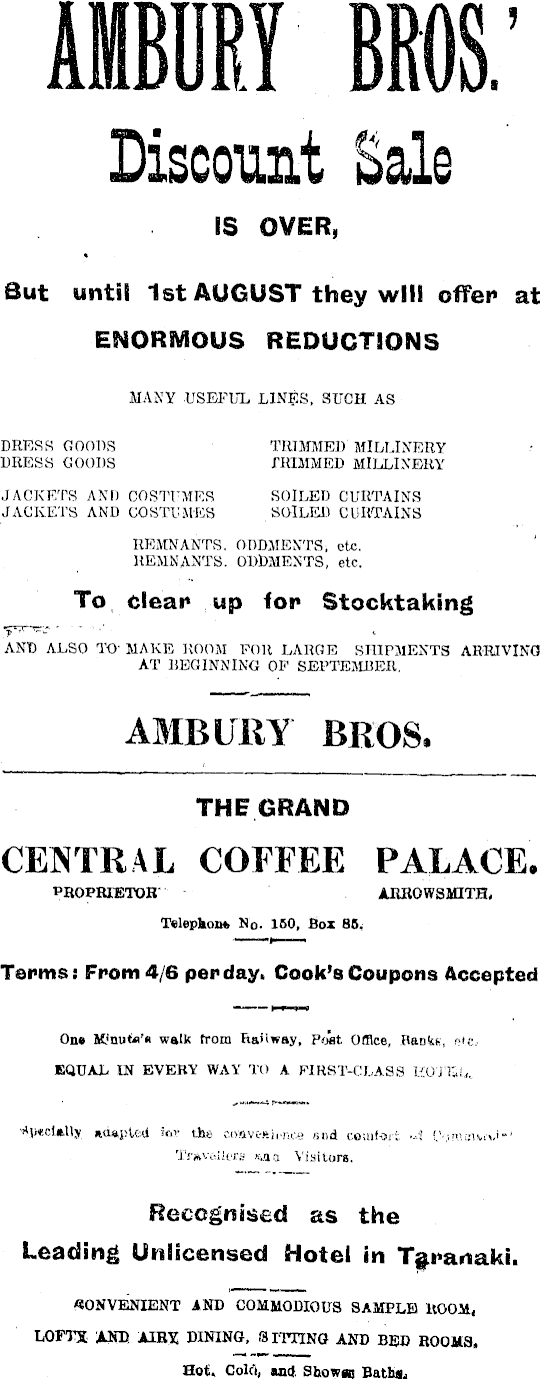 AMBURY BROS.'
Discount Sale
IS OVER,
But until 1st AUGUST they will offer at
ENORMOUS REDUCTIONS
MANY USEFUL LINES, SUCH AS
DRESS GOODS TRIMMED MILLINERY
DRESS GOODS TRIMMED MILLINERY
JACKETS AND COSTUMES SOILED CURTAINS
JACKETS AND COSTUMES SOILED CURTAINS
REMNANTS. ODDMENTS, etc.
REMNANTS. ODDMENTS, etc.
To clear up for Stocktaking
AND ALSO TO MAKE ROOM FOR LARGE SHIPMENTS ARRIVING
AT BEGINNING OF SEPTEMBER.
AMBURY BROS.
THE GRAND
CENTRAL COFFEE PALACE.
PROPRIETOR ARROWSMITH.
Telephone No. 150, Box 85.
Terms: From 4/6 per day. Cook's Coupons Accepted
One Minute's walk from Railway, Post Office, Banks, etc.
EQUAL IN EVERY WAY TO A FIRST-CLASS HOTEL.
Specially adapted for the convenience and comfort of Commercial
Travellers and Visitors.
Recognised as the
Leading Unlicensed Hotel in Taranaki.
CONVENIENT AND COMMODIOUS SAMPLE ROOM,
LOFTY AND AIRY DINING, SITTING AND BED ROOMS.
Hot, Cold, and Shower Baths.